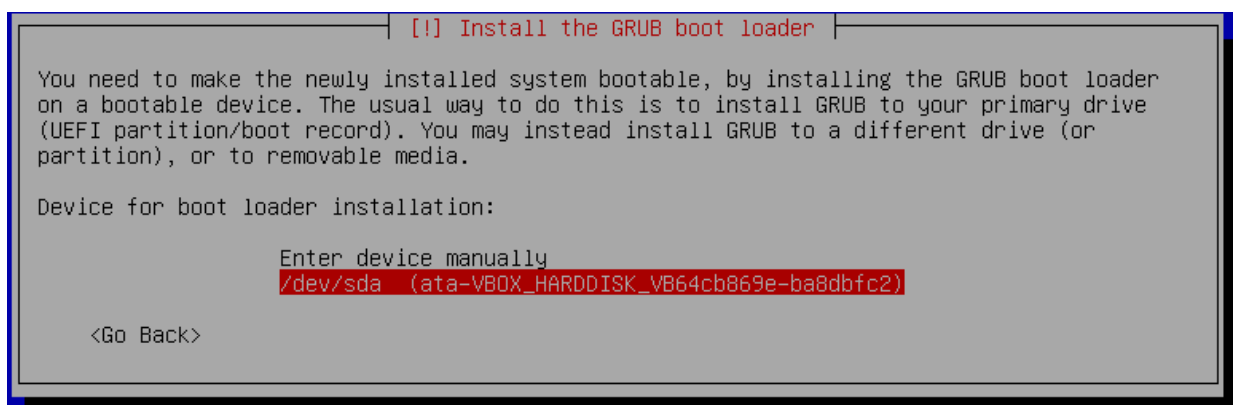 [!] Install the GRUB boot loader
You need to make the newly installed system bootable, by installing the GRUB boot loader
on a bootable device. The usual way to do this is to install GRUB to your primary drive
(UEFI partition/boot record). You may instead install GRUB to a different drive (or
partition), or to removable media.
Device for boot loader installation:
Enter device manually
/dev/sda  (ata-VBOX_HARDDISK_VB64cb869e-ba8dbfc2)
<Go Back>